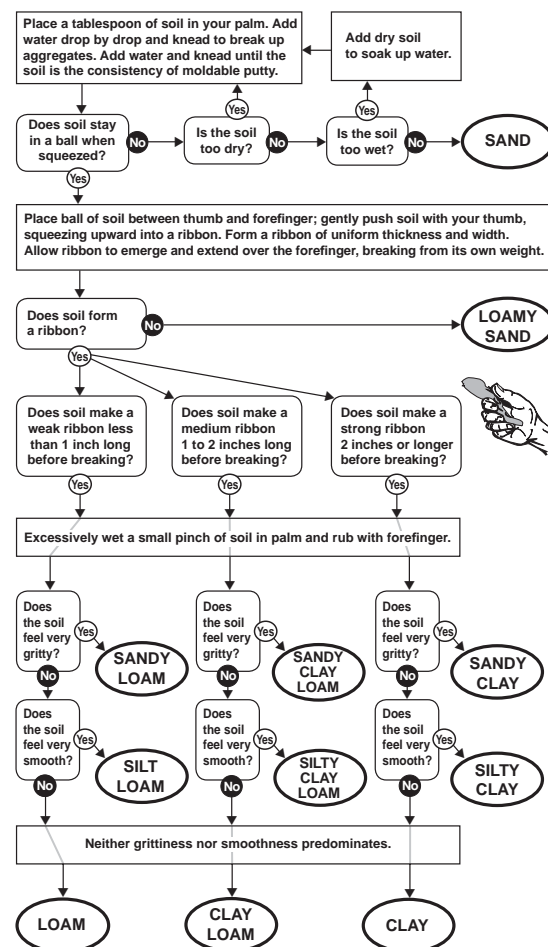 Place a tablespoon of soil in your palm. Add
water drop by drop and knead to break up
aggregates. Add water and knead until the
soil is the consistency of moldable putty.
Add dry soil
to soak up water.
Yes
Yes
Does soil stay
in a ball when
squeezed?
No
Is the soil
too dry?
No
Is the soil
too wet?
No
SAND
Yes
Place ball of soil between thumb and forefinger; gently push soil with your thumb,
squeezing upward into a ribbon. Form a ribbon of uniform thickness and width.
Allow ribbon to emerge and extend over the forefinger, breaking from its own weight.
Does soil form
a ribbon?
No
LOAMY
SAND
Yes
Does soil make a
weak ribbon less
than 1 inch long
before breaking?
Does soil make a
medium ribbon
1 to 2 inches long
before breaking?
Does soil make a
strong ribbon
2 inches or longer
before breaking?
Yes
Yes
Yes
Excessively wet a small pinch of soil in palm and rub with forefinger.
Does
the soil
feel very
gritty?
Yes
SANDY
LOAM
No
Does
the soil
feel very
gritty?
Yes
SANDY
CLAY
LOAM
No
Does
the soil
feel very
gritty?
Yes
SANDY
CLAY
No
Does
the soil
feel very
smooth?
Yes
SILT
LOAM
No
Does
the soil
feel very
smooth?
Yes
SILTY
CLAY
LOAM
No
Does
the soil
feel very
smooth?
Yes
SILTY
CLAY
No
Neither grittiness nor smoothness predominates.
LOAM
CLAY
LOAM
CLAY